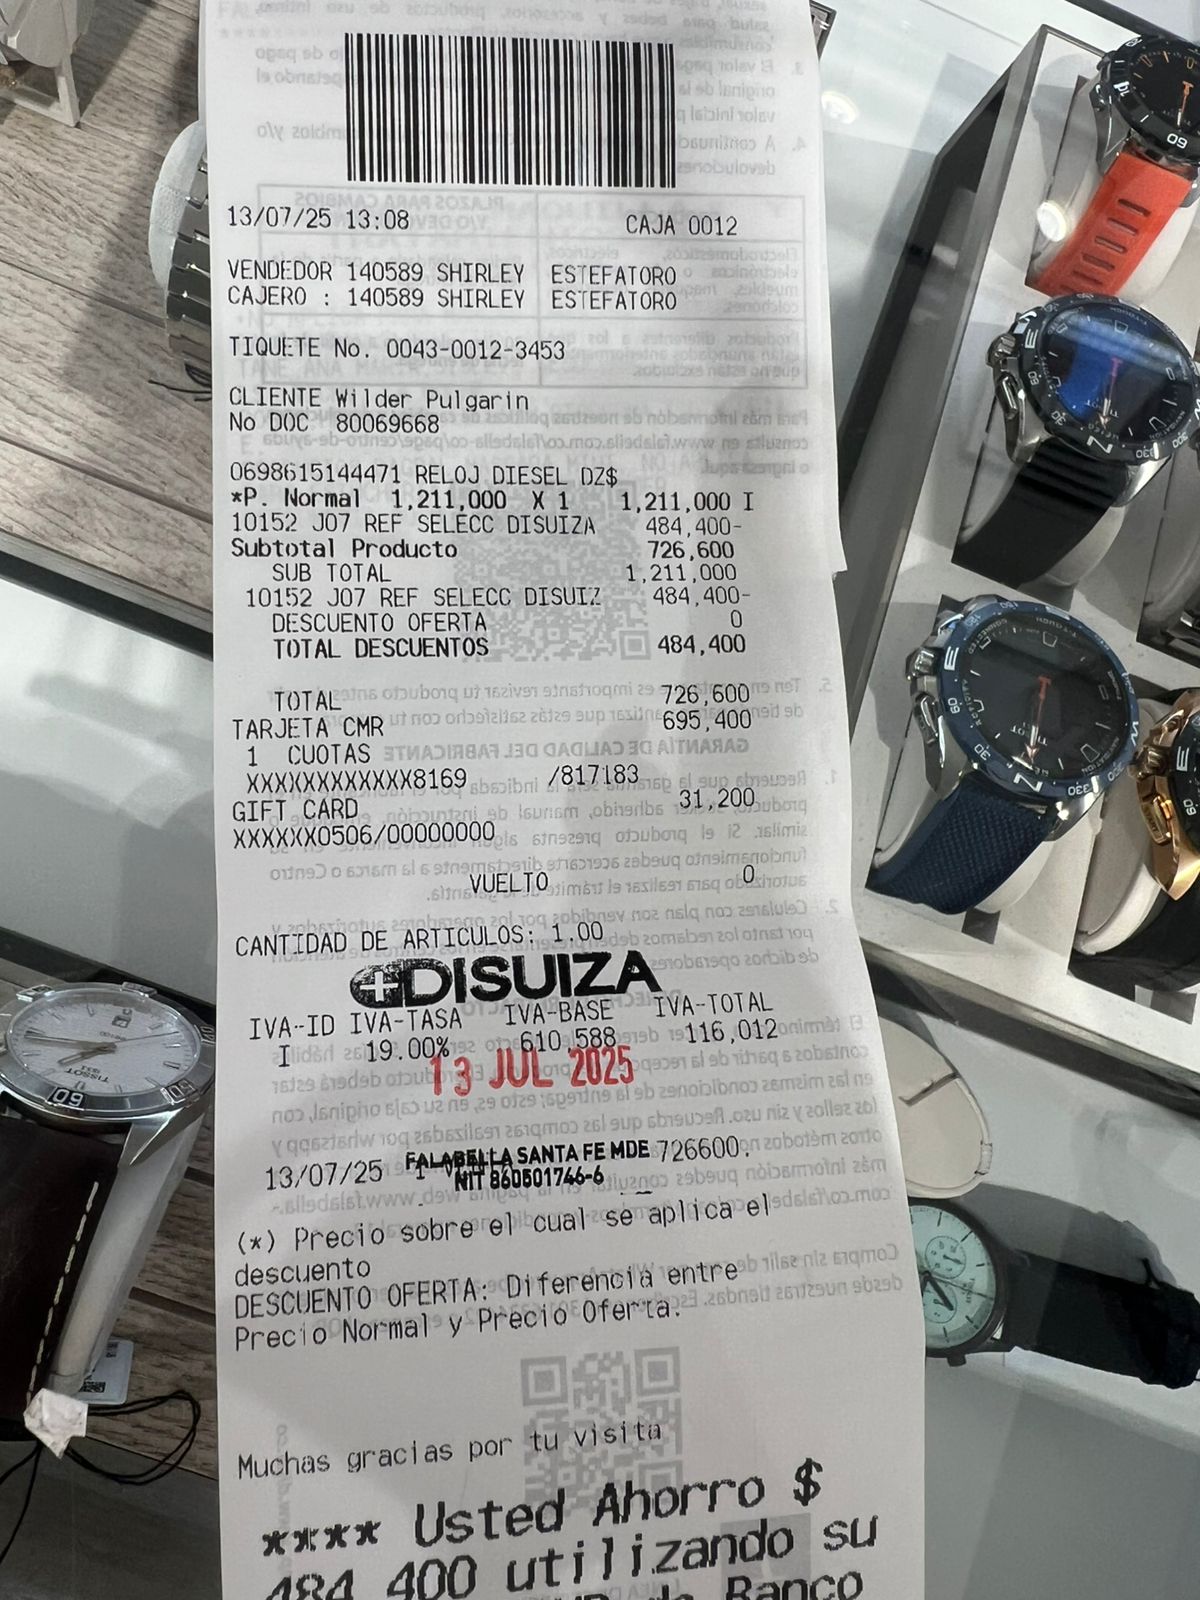 13/07/25 13:08 CAJA 0012
VENDEDOR 140589 SHIRLEY ESTEFATORO
CAJERO : 140589 SHIRLEY ESTEFATORO
TIQUETE No. 0043-0012-3453
CLIENTE Wilder Pulgarin
No DOC 80069668
0698615144471 RELOJ DIESEL DZ$
*P. Normal 1,211,000 X 1 1,211,000 I
10152 J07 REF SELECC DISUIZA 484,400-
Subtotal Producto 726,600
SUB TOTAL 1,211,000
10152 J07 REF SELECC DISUIZ 484,400-
DESCUENTO OFERTA 0
TOTAL DESCUENTOS 484,400
TOTAL 726,600
TARJETA CMR 695,400
1 CUOTAS
XXXXXXXXXXXX8169 /817183
GIFT CARD 31,200
XXXXXX0506/00000000
VUELTO 0
CANTIDAD DE ARTICULOS: 1.00
DISUIZA
IVA-ID IVA-TASA IVA-BASE IVA-TOTAL
I 19.00% 610,588 116,012
13 JUL 2025
FALABELLA SANTA FE MDE
13/07/25 726600.
NIT 860501746-6
(*) Precio sobre el cual se aplica el
descuento
DESCUENTO OFERTA: Diferencia entre
Precio Normal y Precio Oferta.
Muchas gracias por tu visita
**** Usted Ahorro $
484,400 utilizando su
de Banco